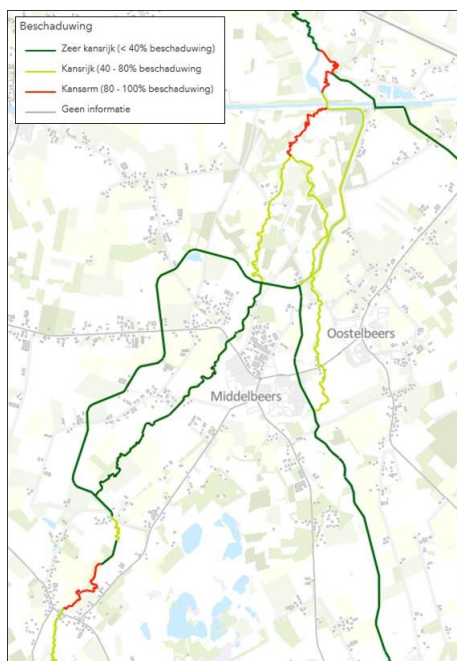 Beschaduwing
Zeer kansrijk (< 40% beschaduwing)
Kansrijk (40 - 80% beschaduwing
Kansarm (80 - 100% beschaduwing)
Geen informatie
Oostelbeers
Middelbeers